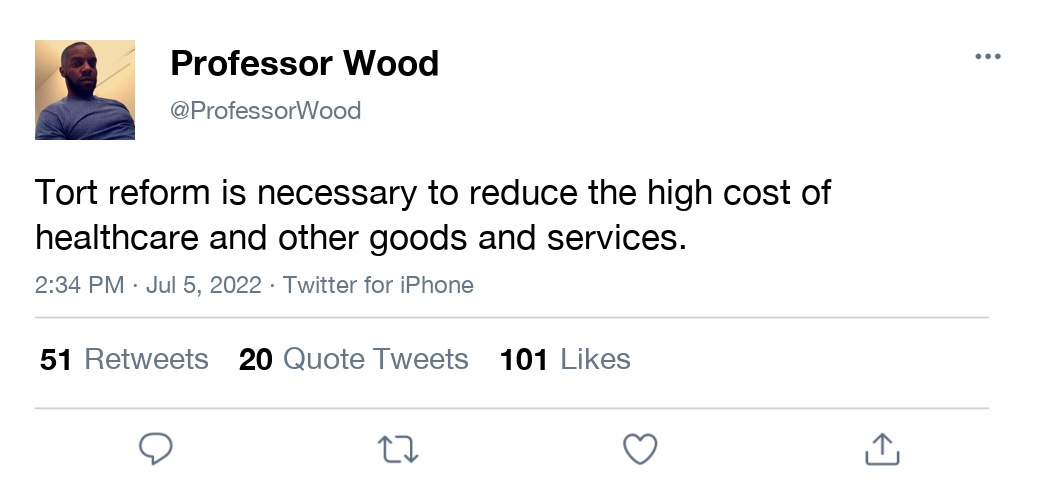 Professor Wood
@ProfessorWood
Tort reform is necessary to reduce the high cost of
healthcare and other goods and services.
2:34 PM · Jul 5, 2022 · Twitter for iPhone
51 Retweets 20 Quote Tweets 101 Likes